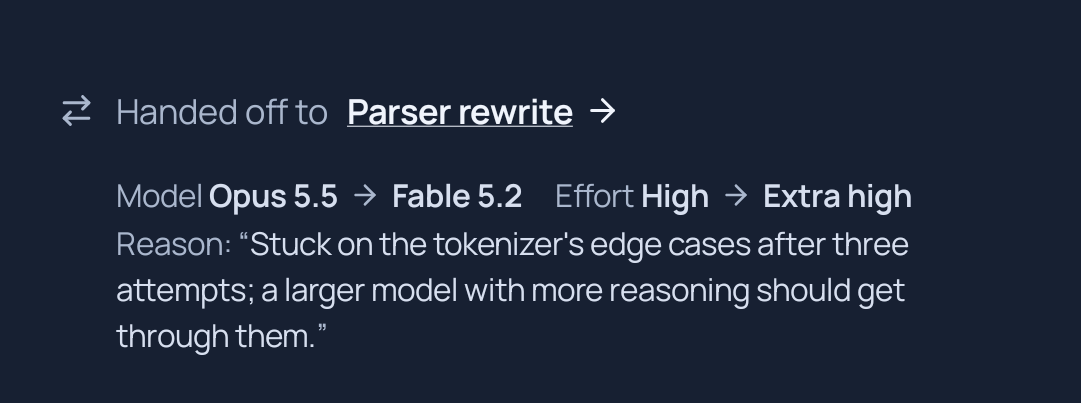 Handed off to Parser rewrite →
Model Opus 5.5 → Fable 5.2 Effort High → Extra high
Reason: “Stuck on the tokenizer's edge cases after three
attempts; a larger model with more reasoning should get
through them.”